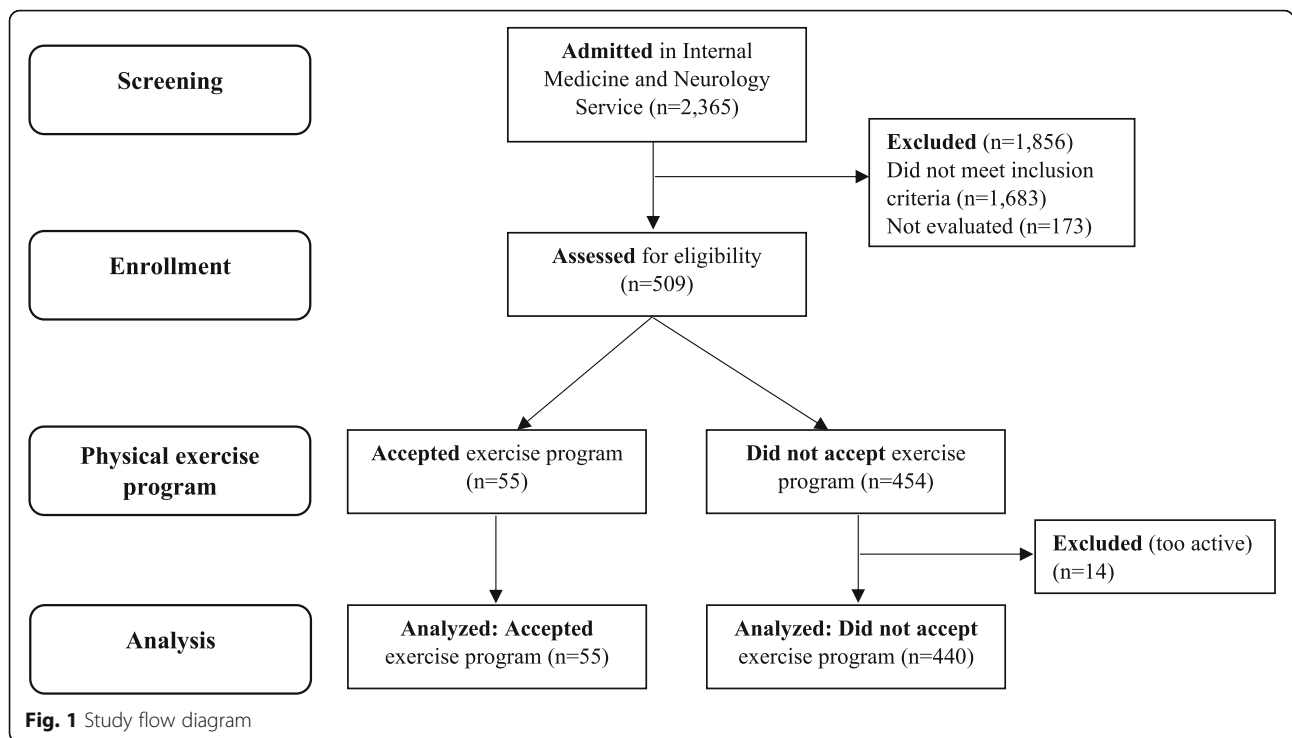 Screening
Admitted in Internal
Medicine and Neurology
Service (n=2,365)
Excluded (n=1,856)
Did not meet inclusion
criteria (n=1,683)
Not evaluated (n=173)
Enrollment
Assessed for eligibility
(n=509)
Physical exercise
program
Accepted exercise program
(n=55)
Did not accept exercise
program (n=454)
Excluded (too active)
(n=14)
Analysis
Analyzed: Accepted
exercise program (n=55)
Analyzed: Did not accept
exercise program (n=440)
Fig. 1 Study flow diagram